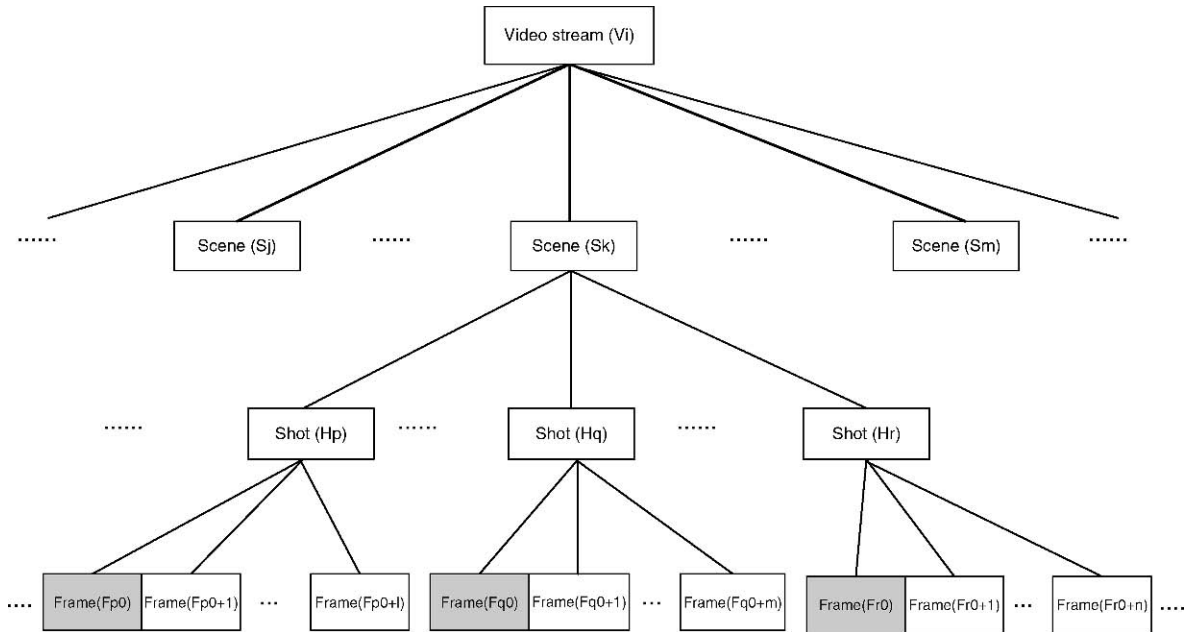 Video stream (Vi)
...... Scene (Sj) ...... Scene (Sk) ...... Scene (Sm) ......
...... Shot (Hp) ...... Shot (Hq) ...... Shot (Hr)
.... Frame(Fp0) Frame(Fp0+1) ... Frame(Fp0+l) Frame(Fq0) Frame(Fq0+1) ... Frame(Fq0+m) Frame(Fr0) Frame(Fr0+1) ... Frame(Fr0+n) ....